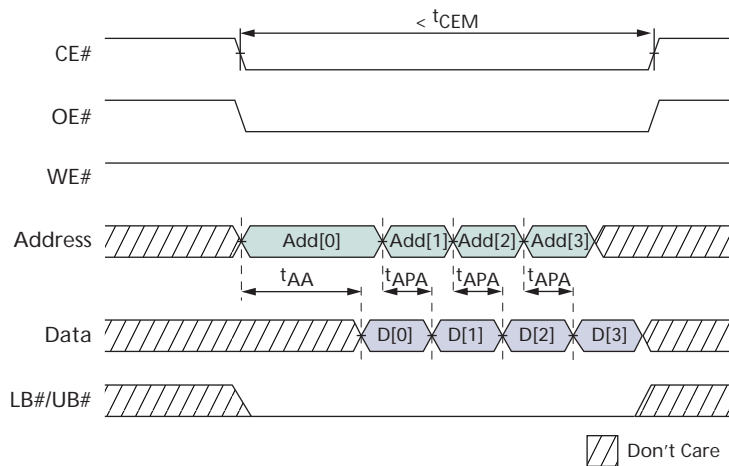 < tCEM
CE#
OE#
WE#
Address
Add[0] Add[1] Add[2] Add[3]
tAA tAPA tAPA tAPA
Data
D[0] D[1] D[2] D[3]
LB#/UB#
Don't Care